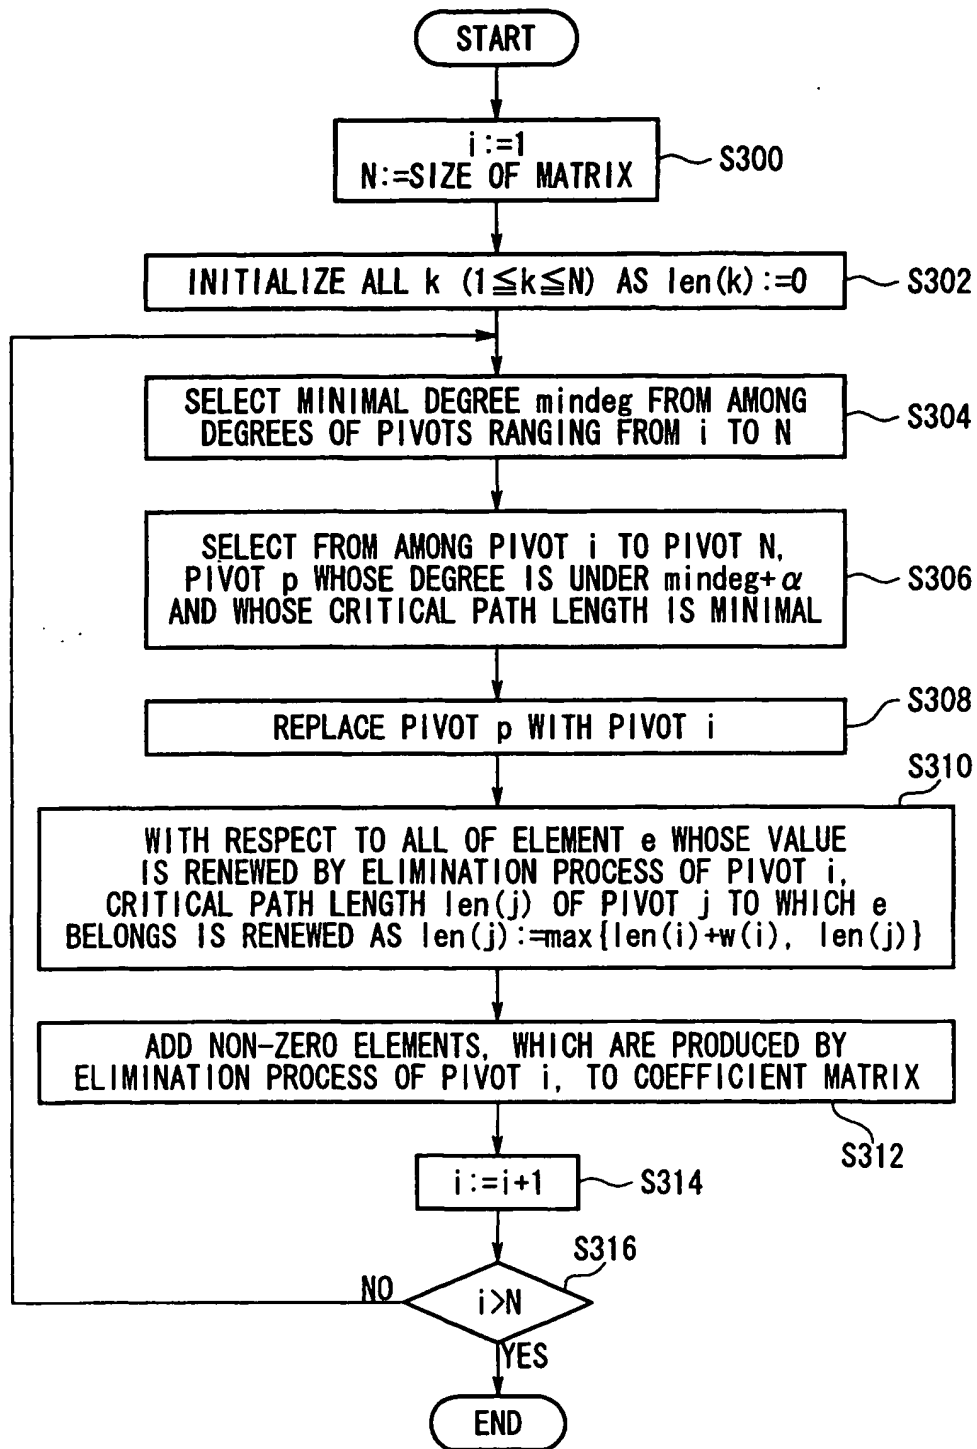 START
i:=1
N:=SIZE OF MATRIX
S300
INITIALIZE ALL k (1≦k≦N) AS len(k):=0
S302
SELECT MINIMAL DEGREE mindeg FROM AMONG
DEGREES OF PIVOTS RANGING FROM i TO N
S304
SELECT FROM AMONG PIVOT i TO PIVOT N,
PIVOT p WHOSE DEGREE IS UNDER mindeg+α
AND WHOSE CRITICAL PATH LENGTH IS MINIMAL
S306
REPLACE PIVOT p WITH PIVOT i
S308
S310
WITH RESPECT TO ALL OF ELEMENT e WHOSE VALUE
IS RENEWED BY ELIMINATION PROCESS OF PIVOT i,
CRITICAL PATH LENGTH len(j) OF PIVOT j TO WHICH e
BELONGS IS RENEWED AS len(j):=max{len(i)+w(i), len(j)}
ADD NON-ZERO ELEMENTS, WHICH ARE PRODUCED BY
ELIMINATION PROCESS OF PIVOT i, TO COEFFICIENT MATRIX
S312
i:=i+1
S314
S316
NO
i>N
YES
END